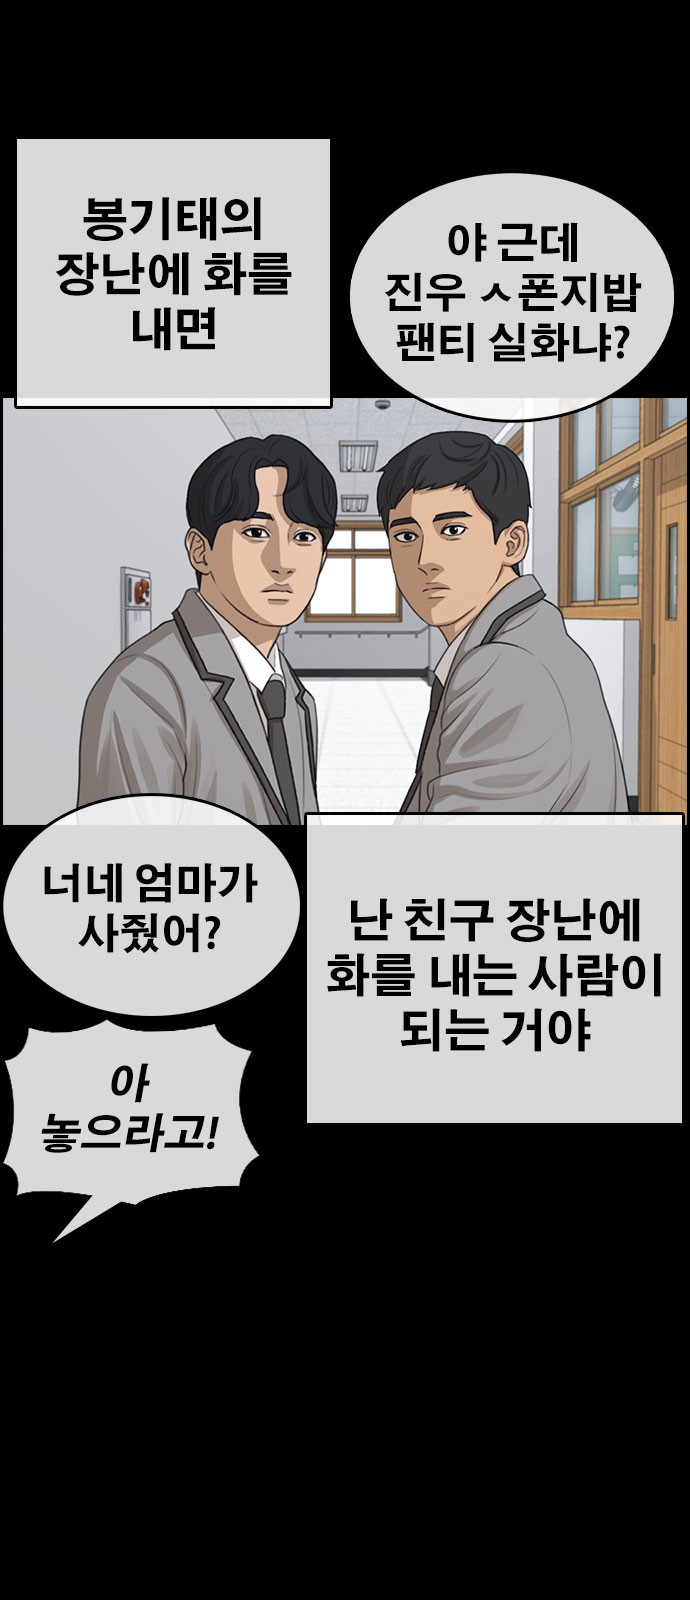 봉기태의
장난에 화를
내면
야 근데
진우 ㅅ폰지밥
팬티 실화냐?
너네 엄마가
사줬어?
난 친구 장난에
화를 내는 사람이
되는 거야
아
놓으라고!